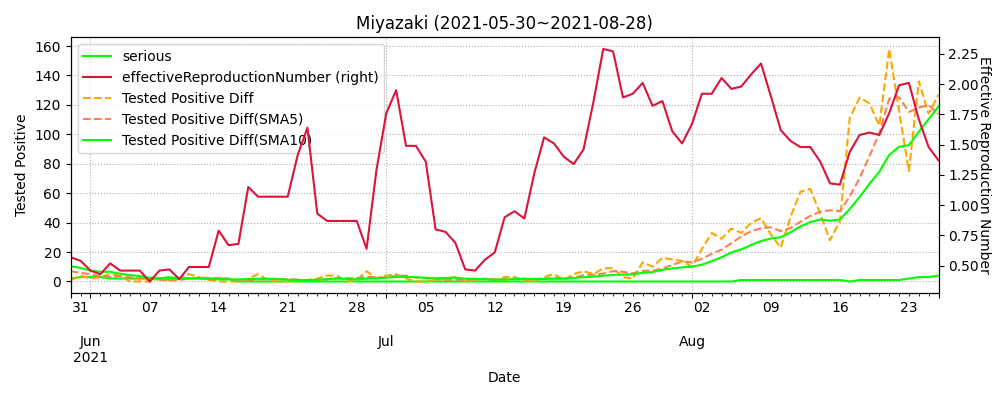 Miyazaki (2021-05-30~2021-08-28)
serious
effectiveReproductionNumber (right)
Tested Positive Diff
Tested Positive Diff(SMA5)
Tested Positive Diff(SMA10)
Tested Positive
160
140
120
100
80
60
40
20
0
2.25
2.00
1.75
1.50
1.25
1.00
0.75
0.50
Effective Reproduction Number
31 07 14 21 28 05 12 19 26 02 09 16 23
Jun Jul Aug
2021
Date